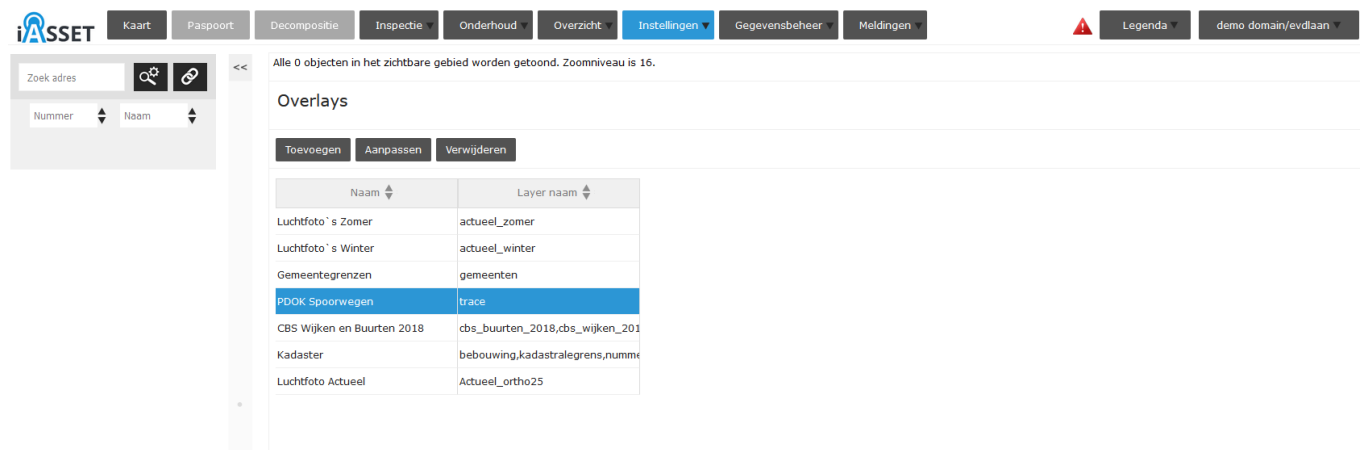 iASSET Kaart Paspoort Decompositie Inspectie Onderhoud Overzicht Instellingen Gegevensbeheer Meldingen Legenda demo domain/evdlaan
Zoek adres
<<
Nummer Naam
Alle 0 objecten in het zichtbare gebied worden getoond. Zoomniveau is 16.
Overlays
Toevoegen Aanpassen Verwijderen
Naam Layer naam
Luchtfoto`s Zomer actueel_zomer
Luchtfoto`s Winter actueel_winter
Gemeentegrenzen gemeenten
PDOK Spoorwegen trace
CBS Wijken en Buurten 2018 cbs_buurten_2018,cbs_wijken_201
Kadaster bebouwing,kadastralegrens,numme
Luchtfoto Actueel Actueel_ortho25